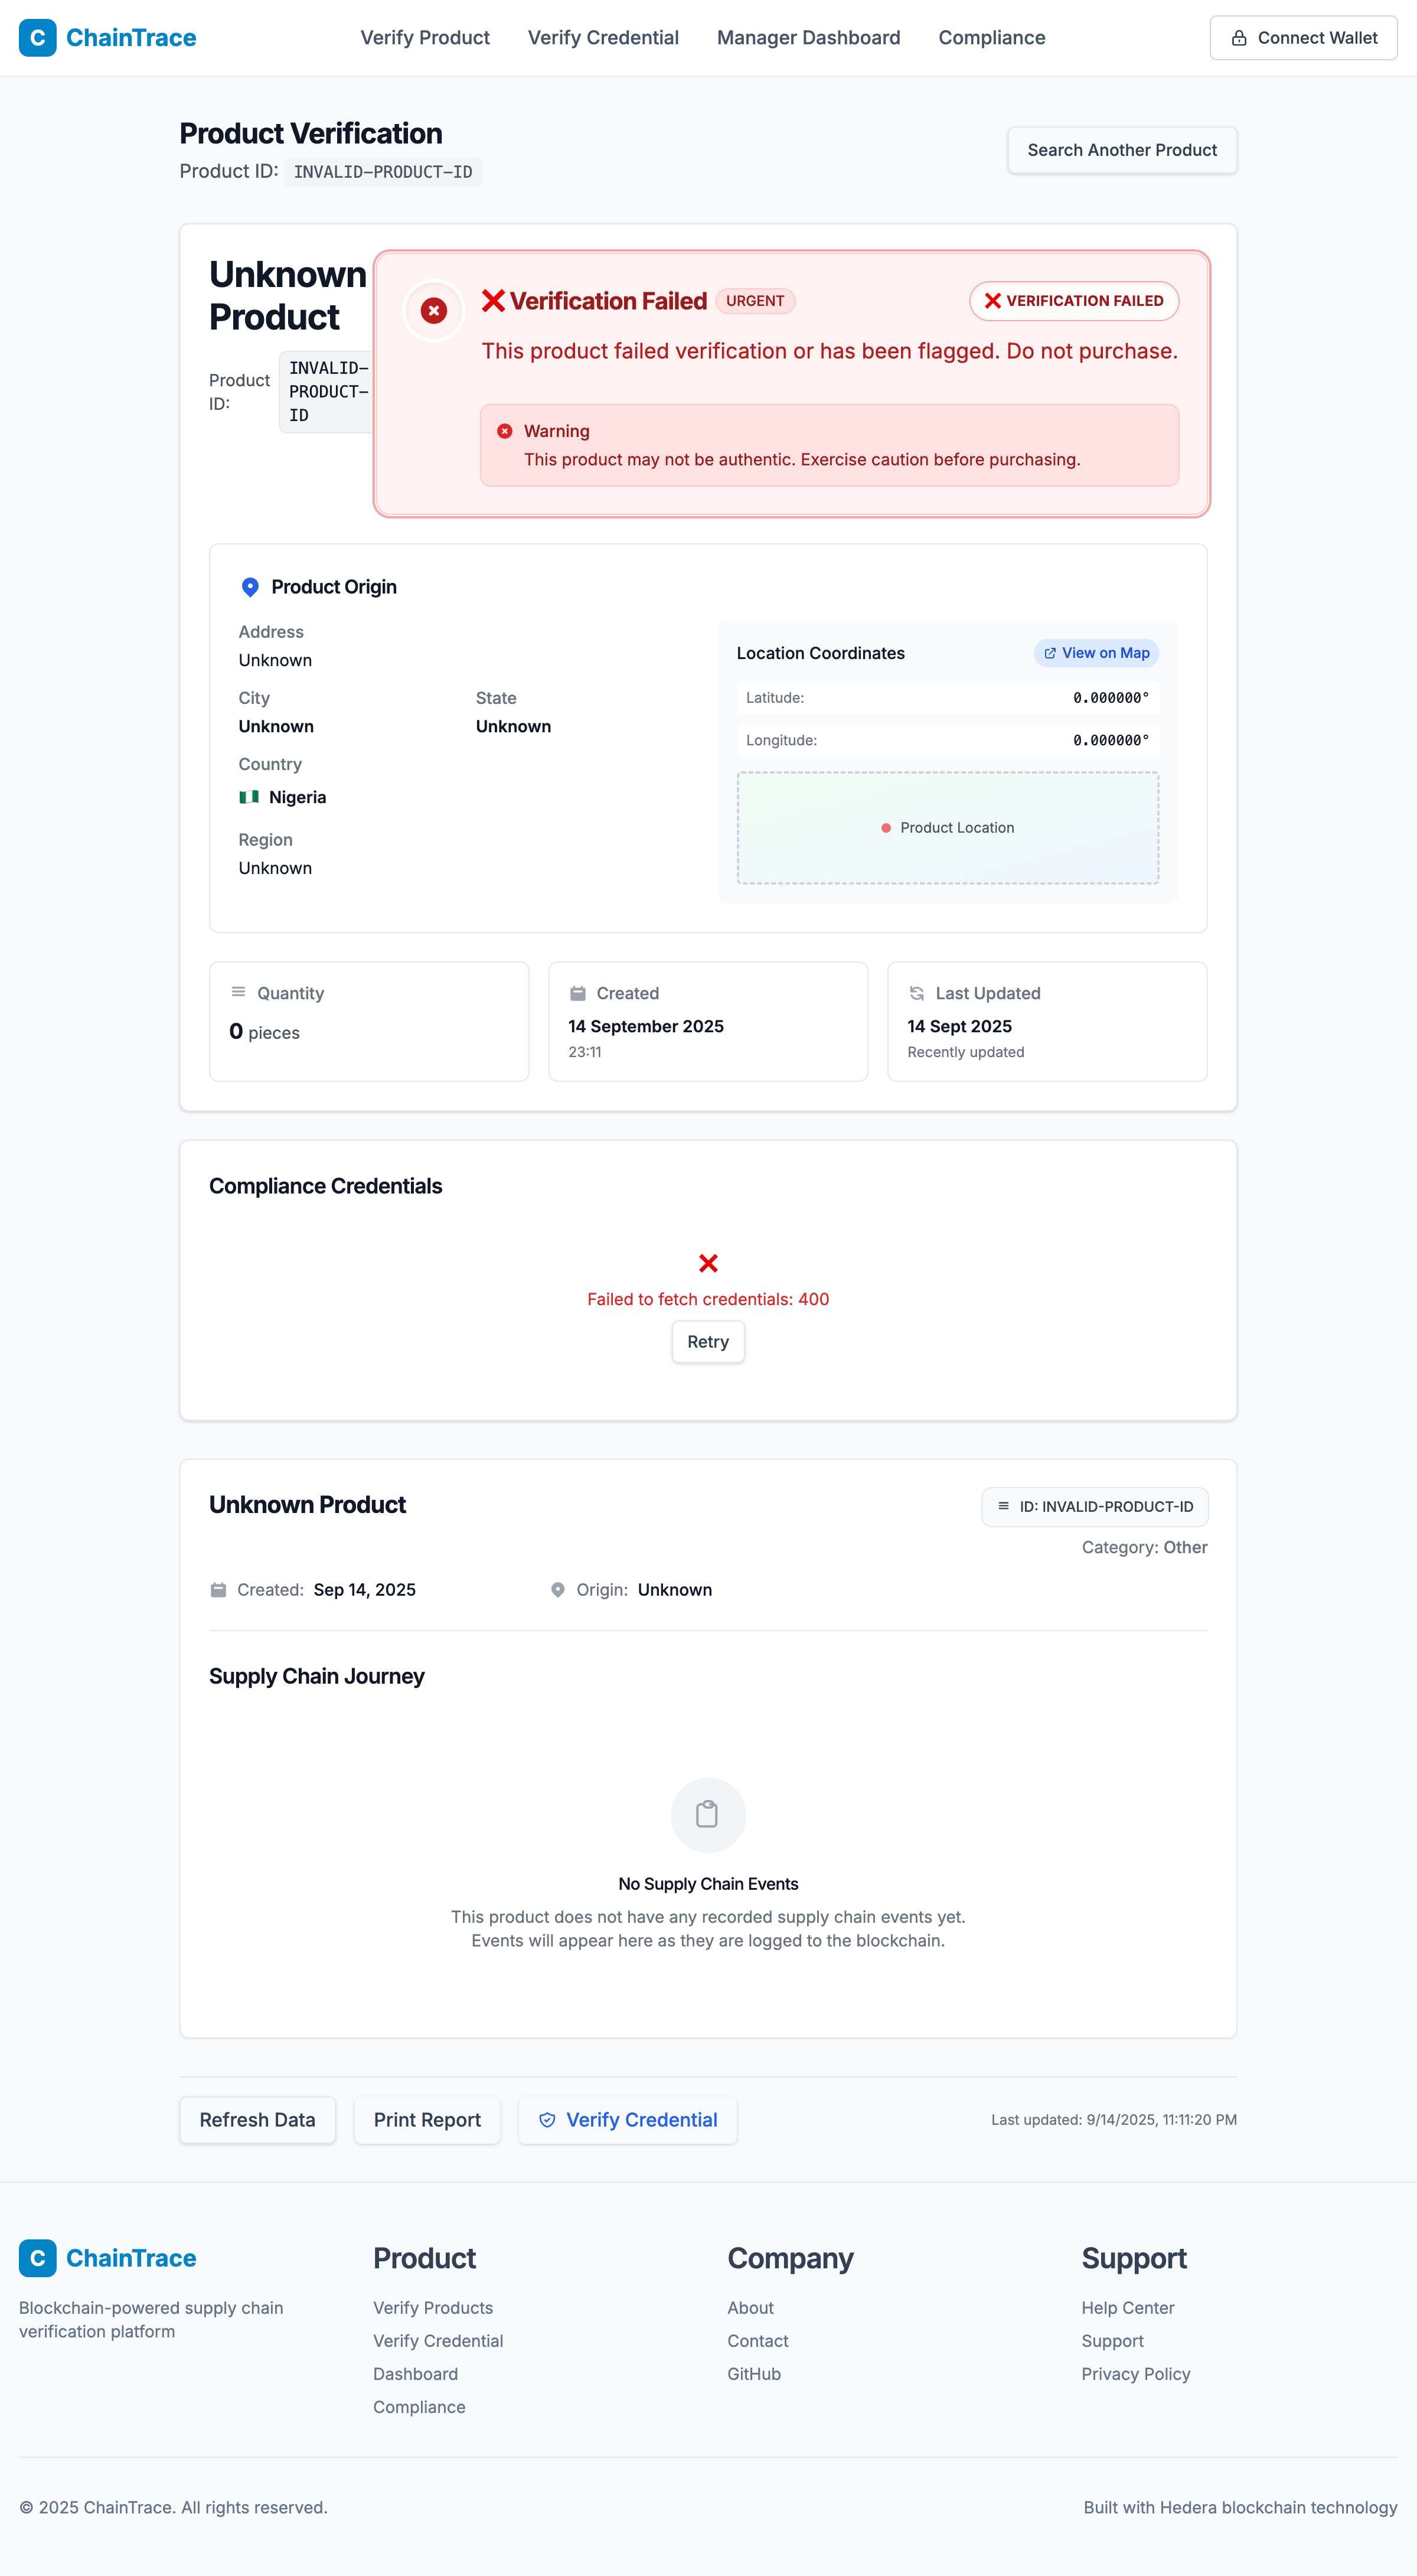 C ChainTrace
Verify Product
Verify Credential
Manager Dashboard
Compliance
Connect Wallet
Product Verification
Product ID: INVALID-PRODUCT-ID
Search Another Product
Unknown
Product
Product
ID:
INVALID-
PRODUCT-
ID
❌ Verification Failed
URGENT
❌ VERIFICATION FAILED
This product failed verification or has been flagged. Do not purchase.
Warning
This product may not be authentic. Exercise caution before purchasing.
Product Origin
Address
Unknown
City
Unknown
State
Unknown
Country
🇳🇬 Nigeria
Region
Unknown
Location Coordinates
View on Map
Latitude: 0.000000°
Longitude: 0.000000°
Product Location
Quantity
0 pieces
Created
14 September 2025
23:11
Last Updated
14 Sept 2025
Recently updated
Compliance Credentials
❌
Failed to fetch credentials: 400
Retry
Unknown Product
ID: INVALID-PRODUCT-ID
Category: Other
Created: Sep 14, 2025
Origin: Unknown
Supply Chain Journey
No Supply Chain Events
This product does not have any recorded supply chain events yet.
Events will appear here as they are logged to the blockchain.
Refresh Data
Print Report
Verify Credential
Last updated: 9/14/2025, 11:11:20 PM
C ChainTrace
Blockchain-powered supply chain
verification platform
Product
Verify Products
Verify Credential
Dashboard
Compliance
Company
About
Contact
GitHub
Support
Help Center
Support
Privacy Policy
© 2025 ChainTrace. All rights reserved.
Built with Hedera blockchain technology